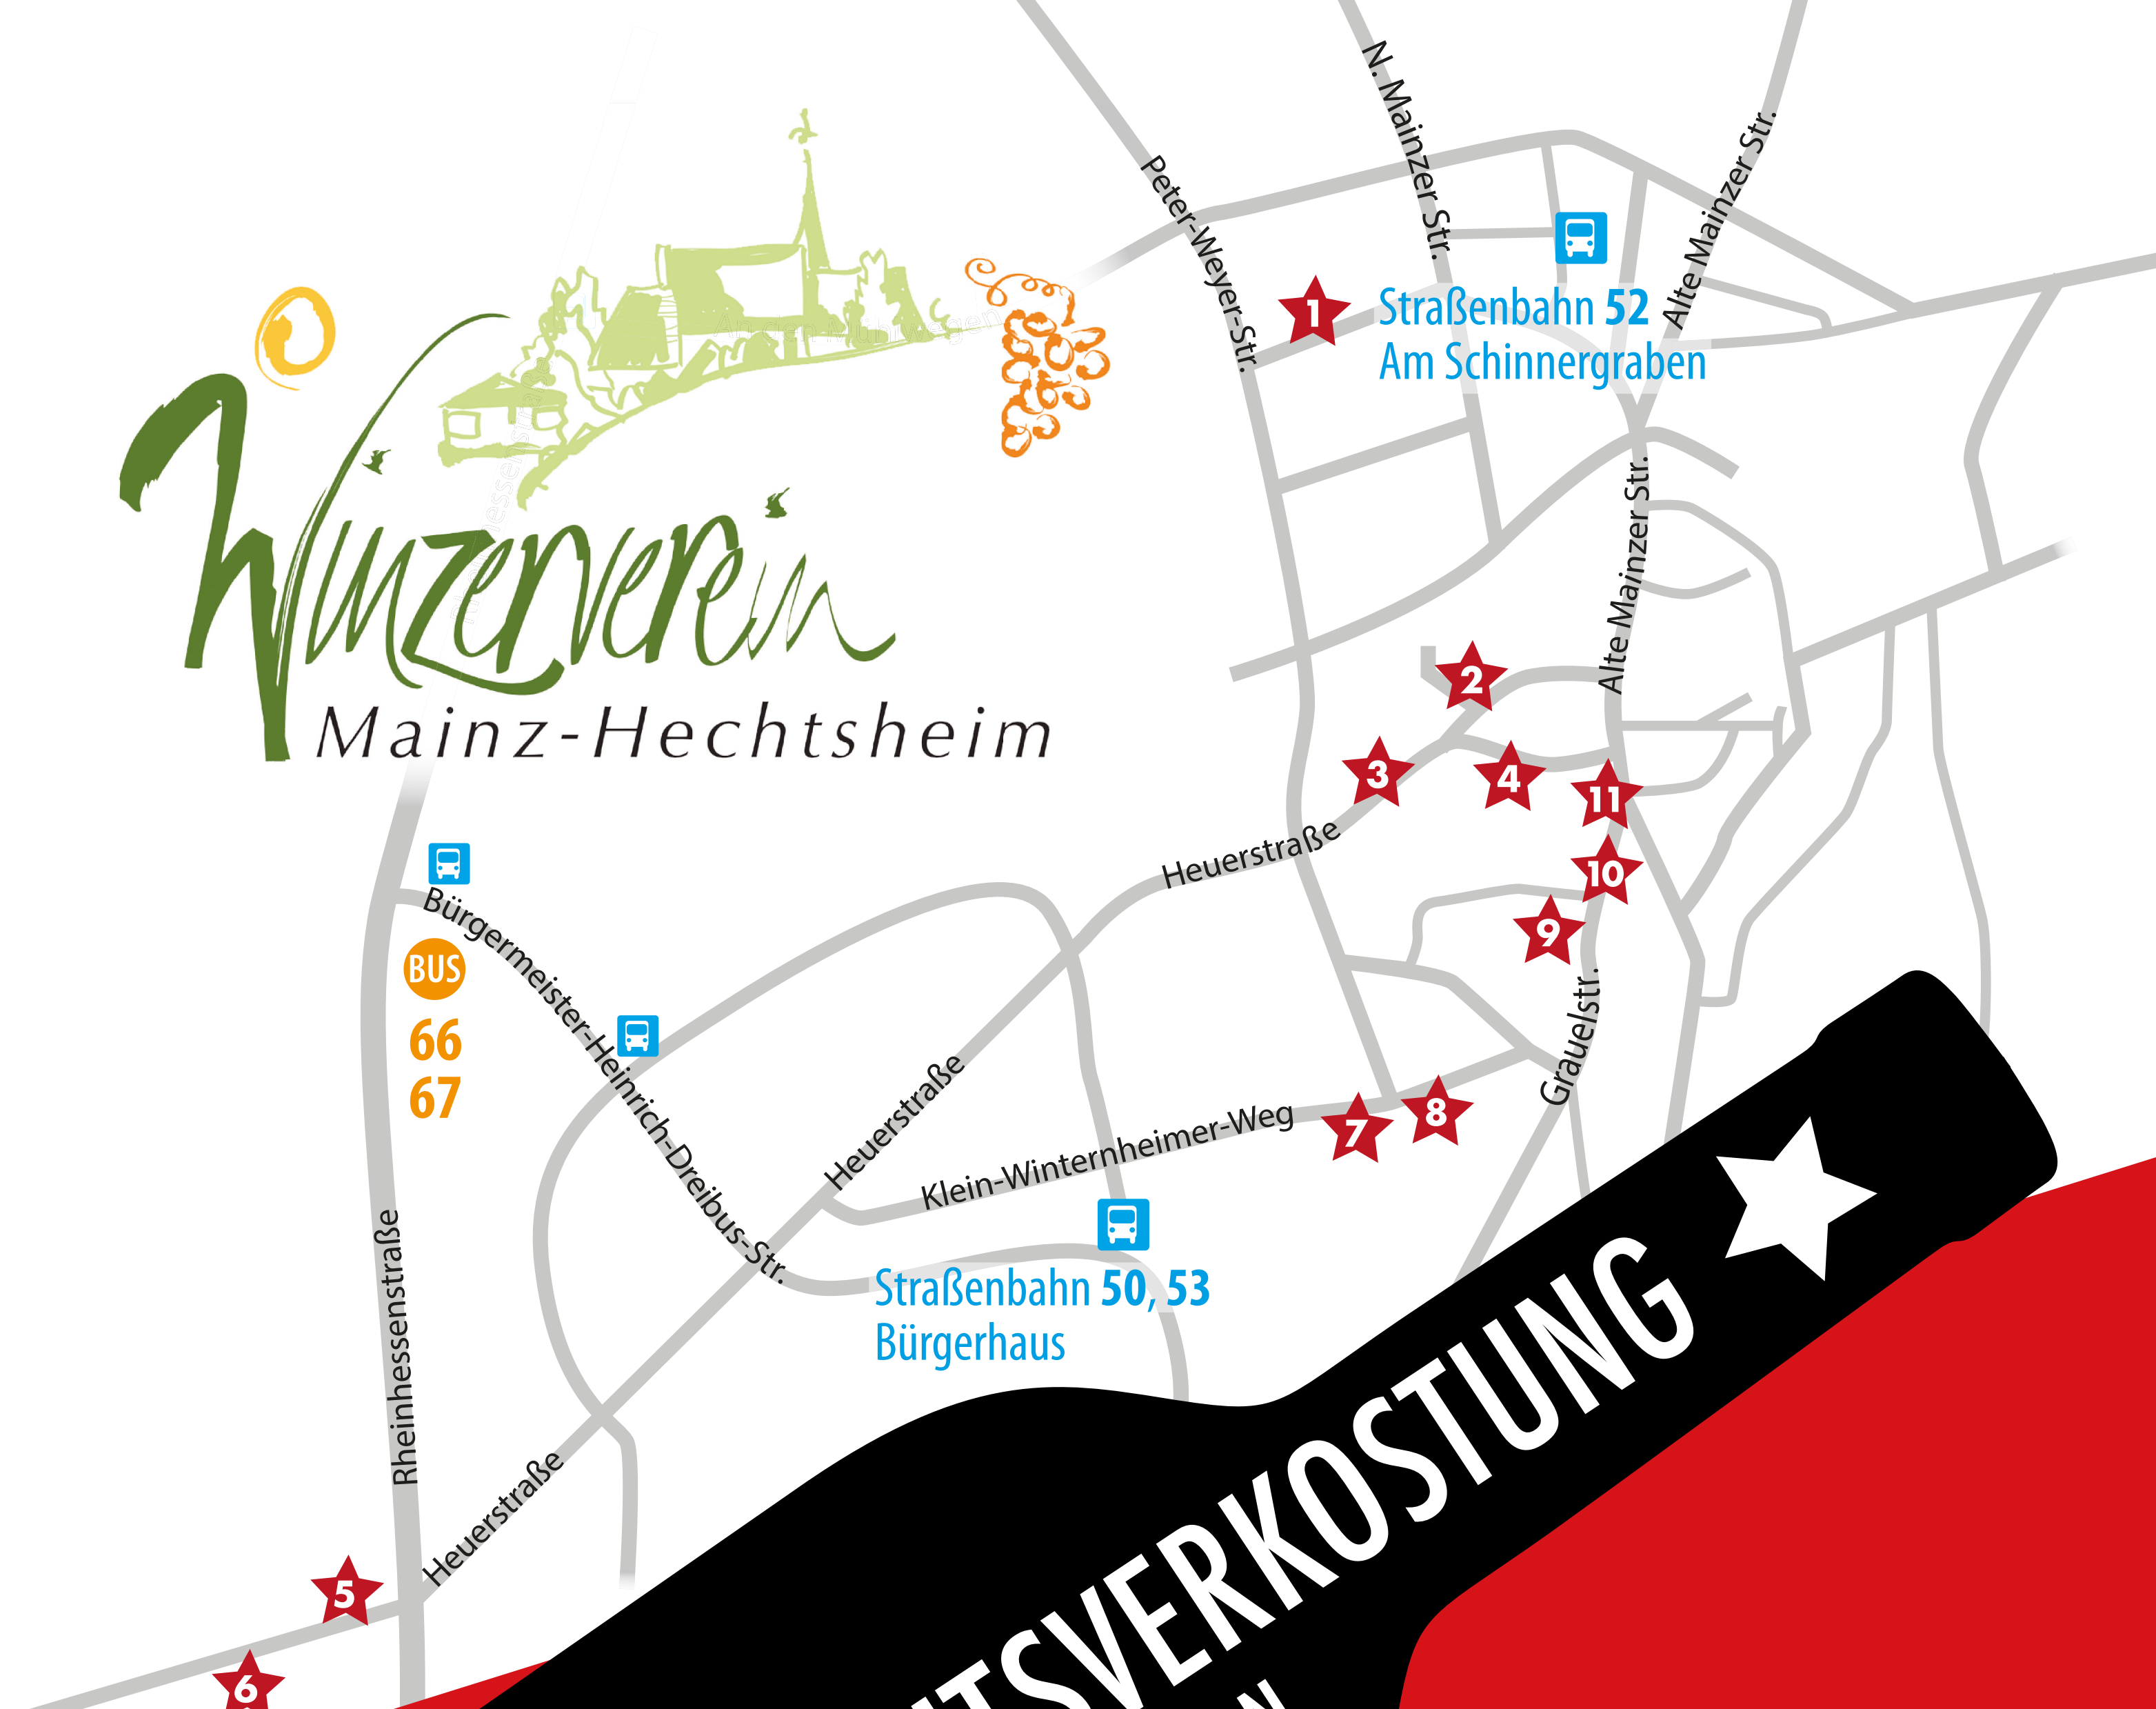 N. Mainzer Str.
Alte Mainzer Str.
Peter-Weyer-Str.
1
Straßenbahn 52
Am Schinnergraben
Winzerverein
Mainz-Hechtsheim
Alte Mainzer Str.
2
3
4
11
Heuerstraße
10
9
Bürgermeister-Heinrich-Dreibus-Str.
BUS
66
67
Grauelstr.
Heuerstraße
8
7
Klein-Winternheimer-Weg
Straßenbahn 50, 53
Bürgerhaus
Rheinhessenstraße
Heuerstraße
5
6
TSVERKOSTUNG